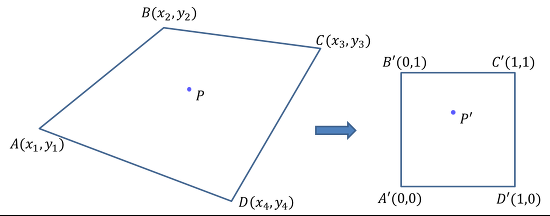 B(x₂, y₂)
C(x₃, y₃)
P
A(x₁, y₁)
D(x₄, y₄)
B′(0,1)
C′(1,1)
P′
A′(0,0)
D′(1,0)